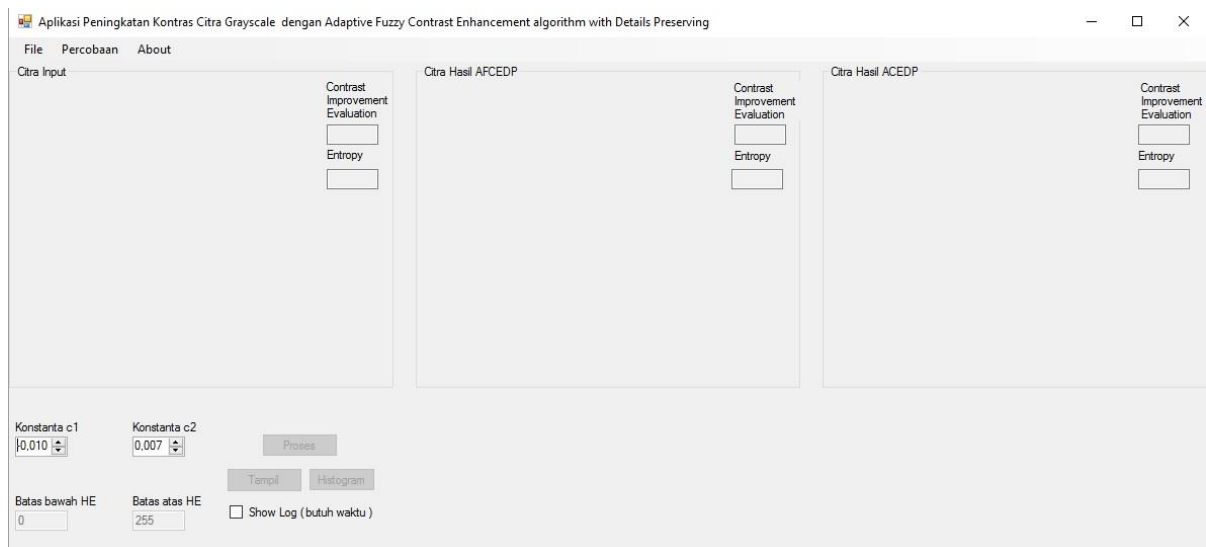 Aplikasi Peningkatan Kontras Citra Grayscale dengan Adaptive Fuzzy Contrast Enhancement algorithm with Details Preserving
File Percobaan About
Citra Input
Contrast
Improvement
Evaluation
Entropy
Citra Hasil AFCEDP
Contrast
Improvement
Evaluation
Entropy
Citra Hasil ACEDP
Contrast
Improvement
Evaluation
Entropy
Konstanta c1
-0,010
Konstanta c2
0,007
Proses
Tampil Histogram
Batas bawah HE
0
Batas atas HE
255
Show Log ( butuh waktu )